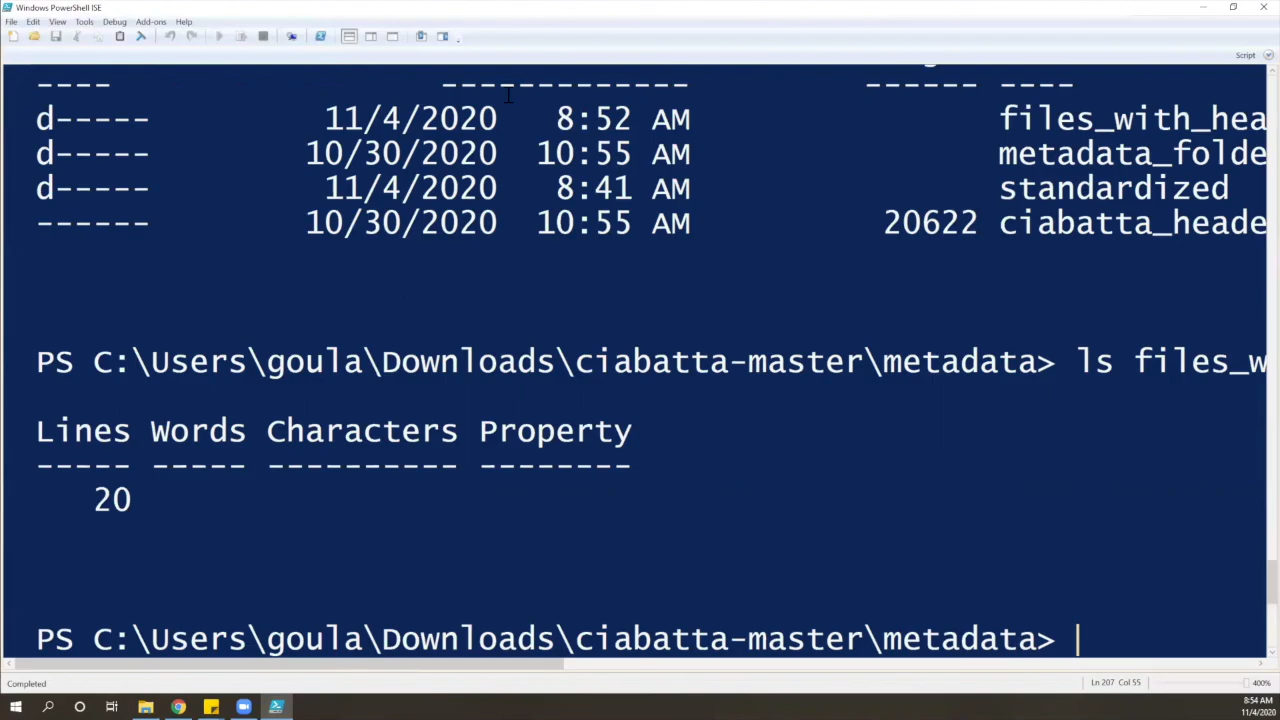 Windows PowerShell ISE
File Edit View Tools Debug Add-ons Help
Script
---- ------------- ------ ----
d----- 11/4/2020 8:52 AM files_with_hea
d----- 10/30/2020 10:55 AM metadata_folde
d----- 11/4/2020 8:41 AM standardized
------ 10/30/2020 10:55 AM 20622 ciabatta_heade
PS C:\Users\goula\Downloads\ciabatta-master\metadata> ls files_w
Lines Words Characters Property
----- ----- ---------- --------
20
PS C:\Users\goula\Downloads\ciabatta-master\metadata>
Completed
Ln 207 Col 55
400%
8:54 AM
11/4/2020